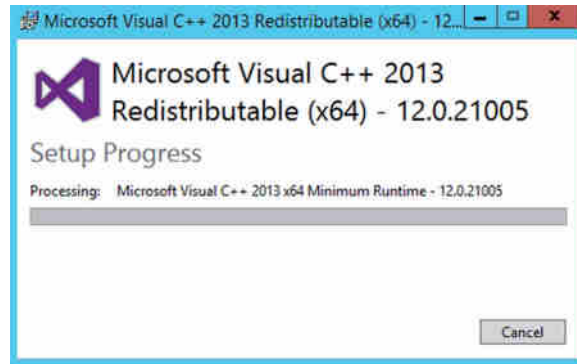 Microsoft Visual C++ 2013 Redistributable (x64) - 12...
Microsoft Visual C++ 2013
Redistributable (x64) - 12.0.21005
Setup Progress
Processing: Microsoft Visual C++ 2013 x64 Minimum Runtime - 12.0.21005
Cancel